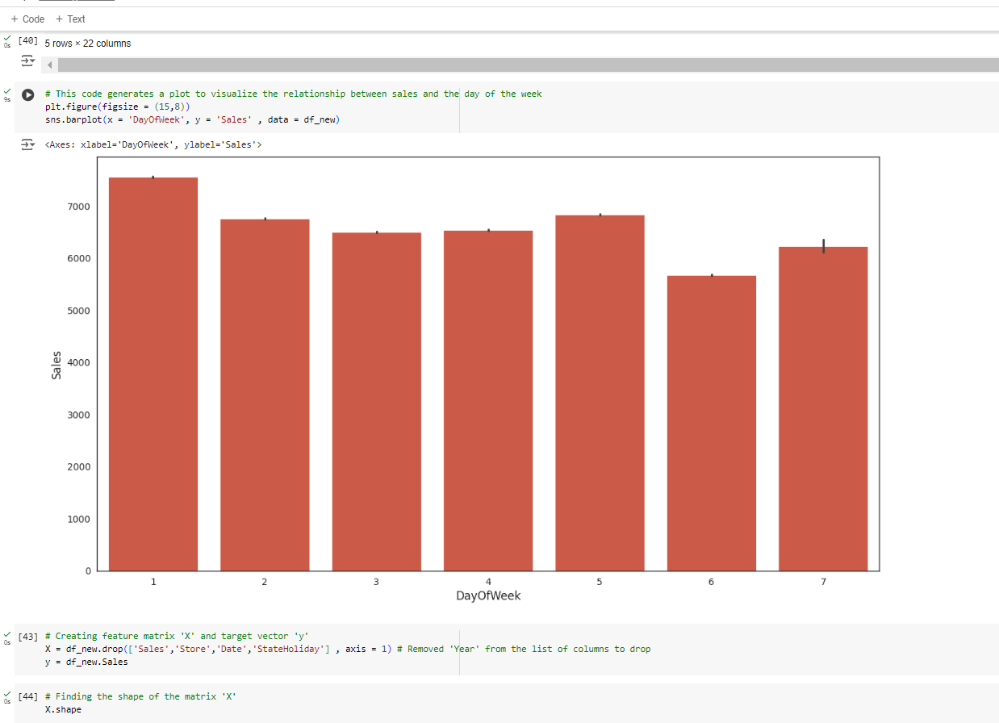 + Code + Text
[40] 5 rows × 22 columns
0s
# This code generates a plot to visualize the relationship between sales and the day of the week
9s
plt.figure(figsize = (15,8))
sns.barplot(x = 'DayOfWeek', y = 'Sales' , data = df_new)
<Axes: xlabel='DayOfWeek', ylabel='Sales'>
7000
6000
5000
4000
Sales
3000
2000
1000
0
1 2 3 4 5 6 7
DayOfWeek
[43] # Creating feature matrix 'X' and target vector 'y'
0s
X = df_new.drop(['Sales','Store','Date','StateHoliday'] , axis = 1) # Removed 'Year' from the list of columns to drop
y = df_new.Sales
[44] # Finding the shape of the matrix 'X'
0s
X.shape